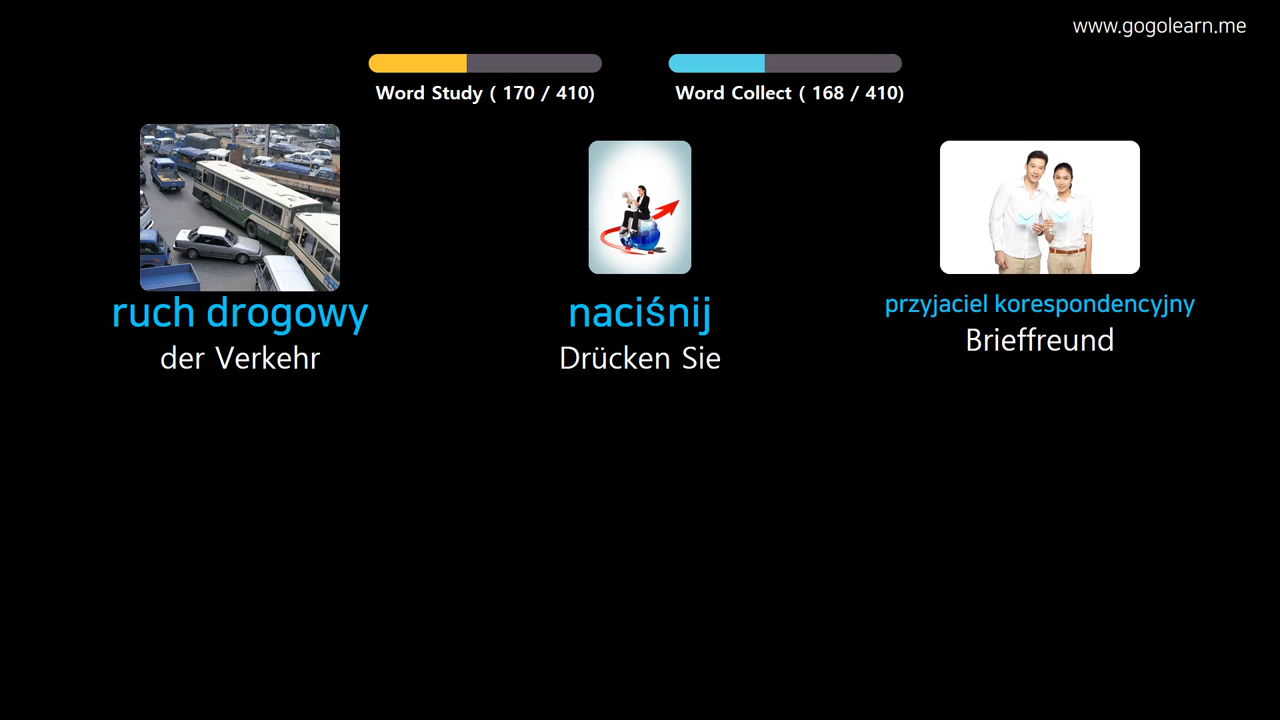 www.gogolearn.me
Word Study ( 170 / 410)
Word Collect ( 168 / 410)
ruch drogowy
der Verkehr
naciśnij
Drücken Sie
przyjaciel korespondencyjny
Brieffreund